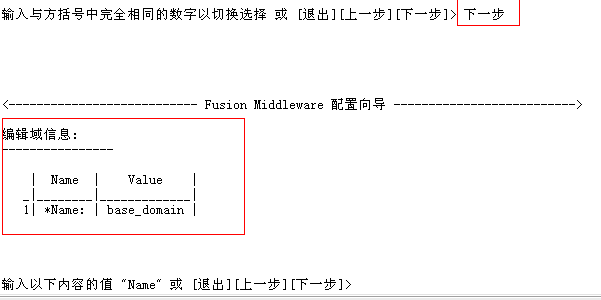 输入与方括号中完全相同的数字以切换选择 或 [退出][上一步][下一步]> 下一步
<--------------------------- Fusion Middleware 配置向导 -------------------------->
编辑域信息:
----------------
| Name | Value |
_|________|_____________|
1| *Name: | base_domain |
输入以下内容的值 "Name" 或 [退出][上一步][下一步]>